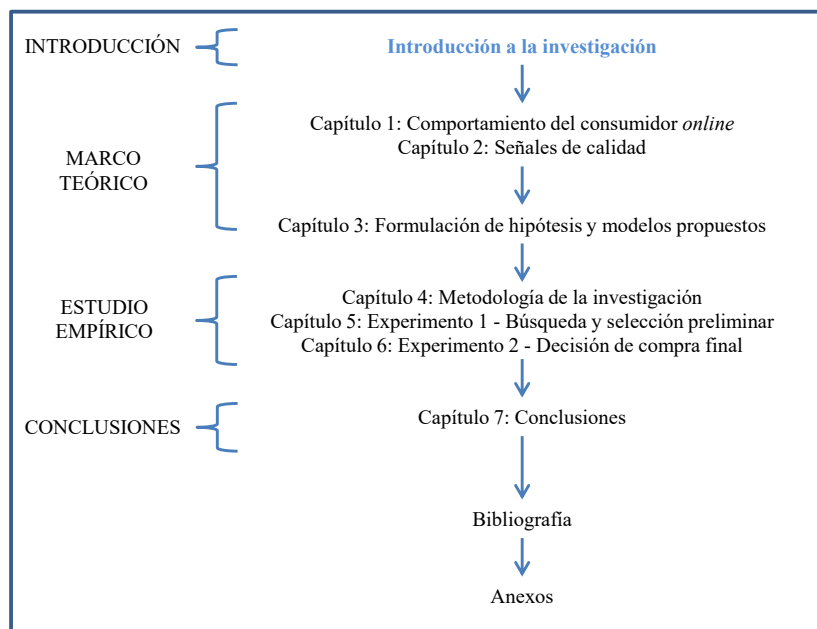 INTRODUCCIÓN
Introducción a la investigación
MARCO
TEÓRICO
Capítulo 1: Comportamiento del consumidor online
Capítulo 2: Señales de calidad
Capítulo 3: Formulación de hipótesis y modelos propuestos
ESTUDIO
EMPÍRICO
Capítulo 4: Metodología de la investigación
Capítulo 5: Experimento 1 - Búsqueda y selección preliminar
Capítulo 6: Experimento 2 - Decisión de compra final
CONCLUSIONES
Capítulo 7: Conclusiones
Bibliografía
Anexos